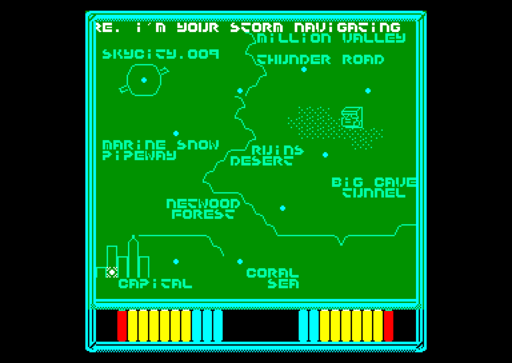 RE. I'M YOUR STORM NAVIGATING
MILLION VALLEY
SKYCITY.009
THUNDER ROAD
MARINE SNOW
PIPEWAY
RUINS
DESERT
BIG CAVE
TUNNEL
NETWOOD
FOREST
CORAL
SEA
CAPITAL